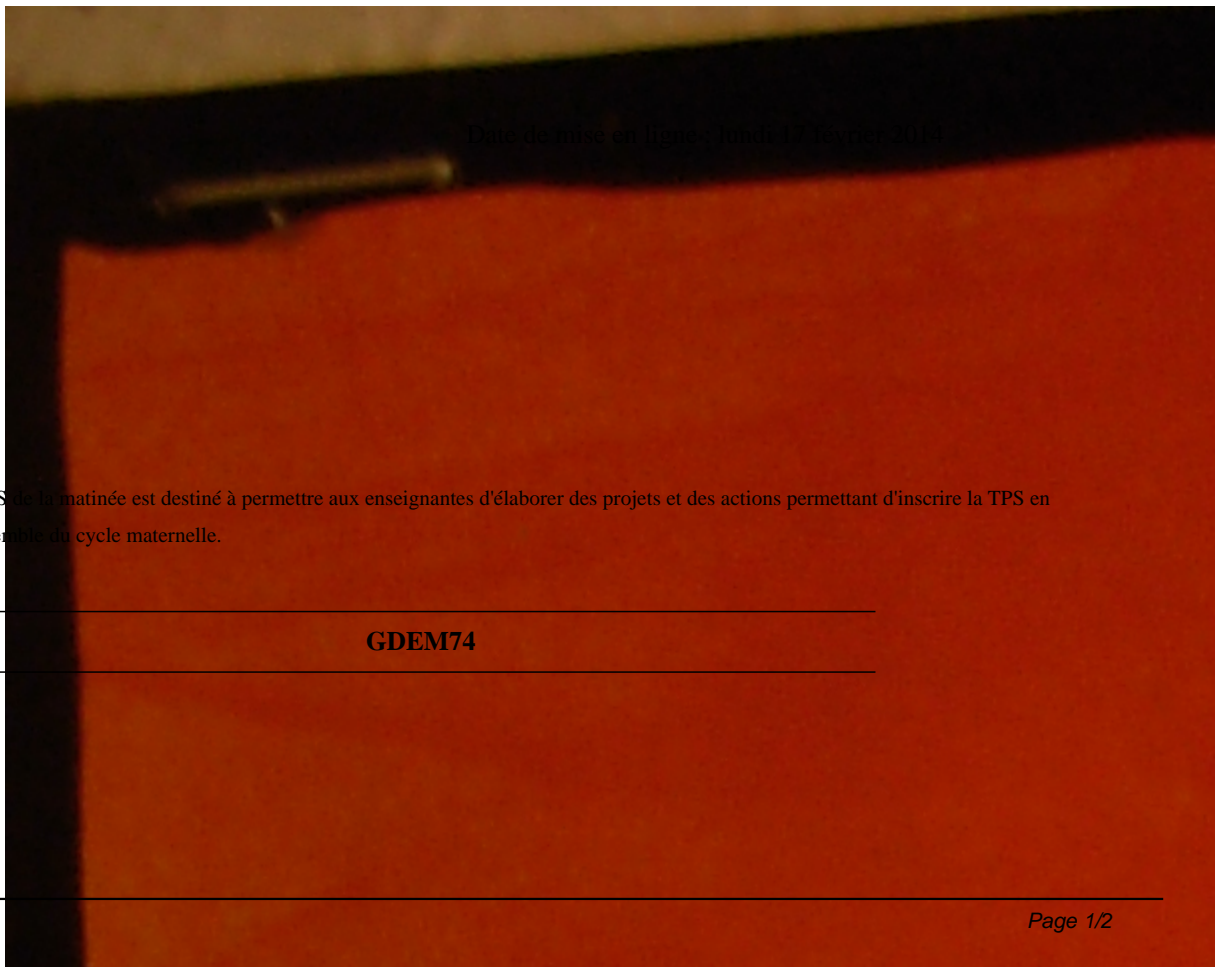 Date de mise en ligne : lundi 17 février 2014
de la matinée est destiné à permettre aux enseignantes d'élaborer des projets et des actions permettant d'inscrire la TPS en
du cycle maternelle.
GDEM74
Page 1/2